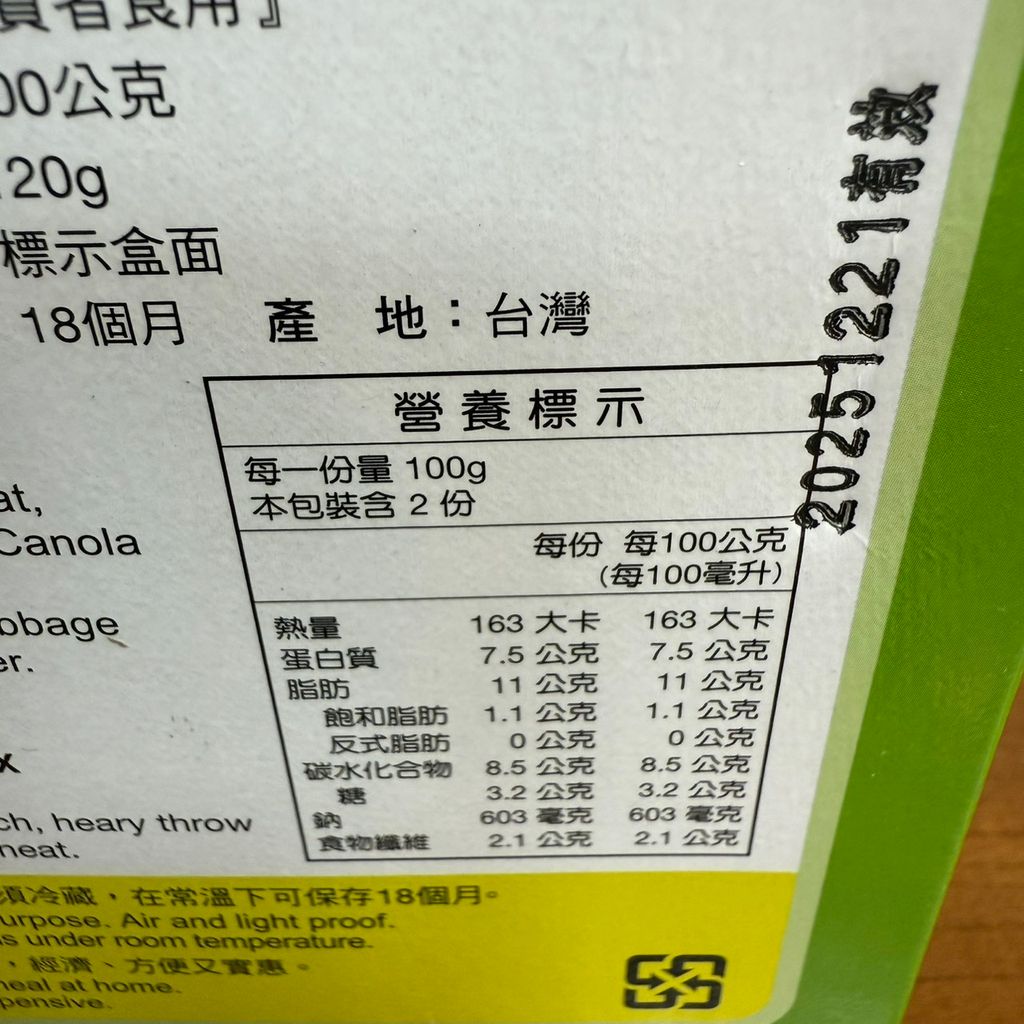 費者食用』
00公克
120g
標示盒面
18個月 產 地：台灣
20251221有效
營養標示
每一份量 100g
本包裝含 2 份
每份 每100公克
(每100毫升)
熱量 163 大卡 163 大卡
蛋白質 7.5 公克 7.5 公克
脂肪 11 公克 11 公克
飽和脂肪 1.1 公克 1.1 公克
反式脂肪 0 公克 0 公克
碳水化合物 8.5 公克 8.5 公克
糖 3.2 公克 3.2 公克
鈉 603 毫克 603 毫克
食物纖維 2.1 公克 2.1 公克
at,
Canola
bbage
er.
x
ch, heary throw
neat.
須冷藏，在常溫下可保存18個月。
urpose. Air and light proof.
s under room temperature.
，經濟、方便又實惠。
neal at home.
pensive.